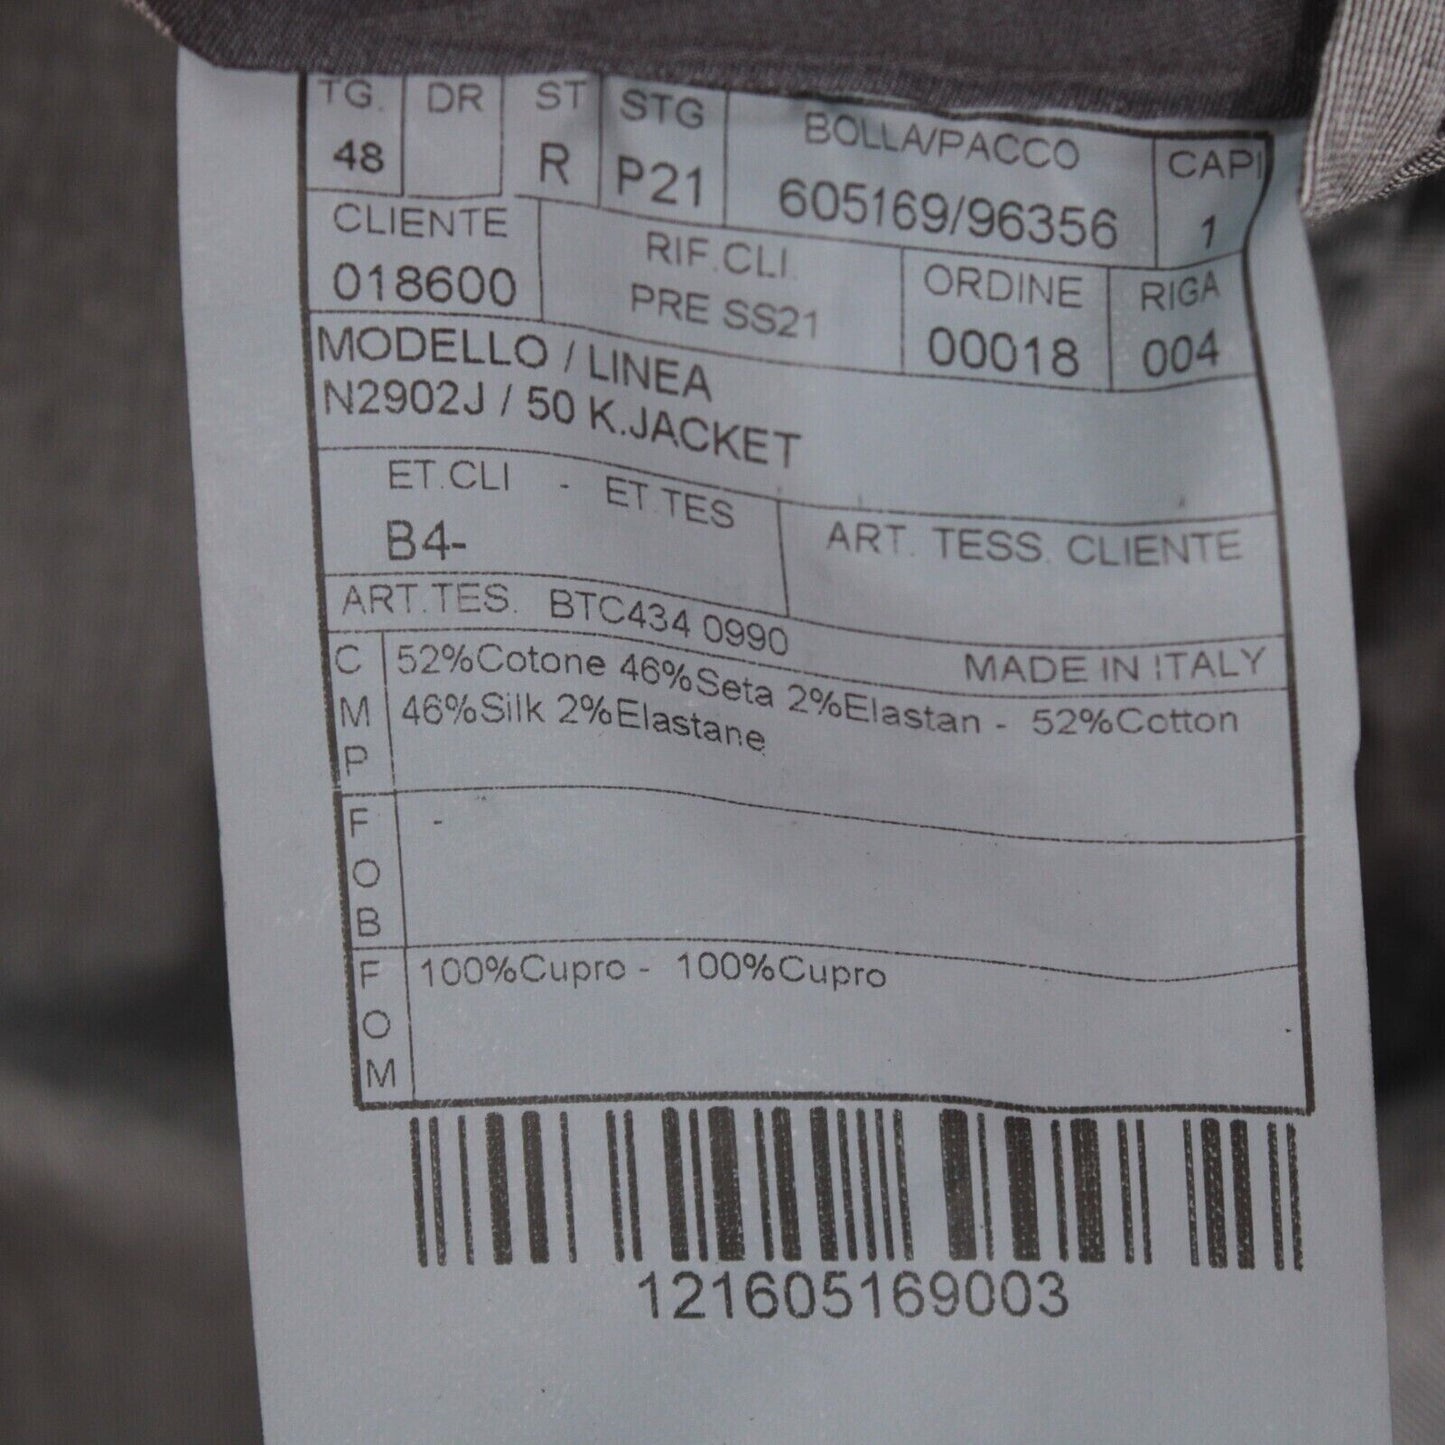 TG. DR ST STG BOLLA/PACCO CAPI
48 R P21 605169/96356 1
CLIENTE RIF.CLI. ORDINE RIGA
018600 PRE SS21 00018 004
MODELLO / LINEA
N2902J / 50 K.JACKET
ET.CLI - ET.TES ART. TESS. CLIENTE
B4-
ART.TES. BTC434 0990 MADE IN ITALY
CMP 52%Cotone 46%Seta 2%Elastan - 52%Cotton
46%Silk 2%Elastane
FOB -
FOM 100%Cupro - 100%Cupro
121605169003